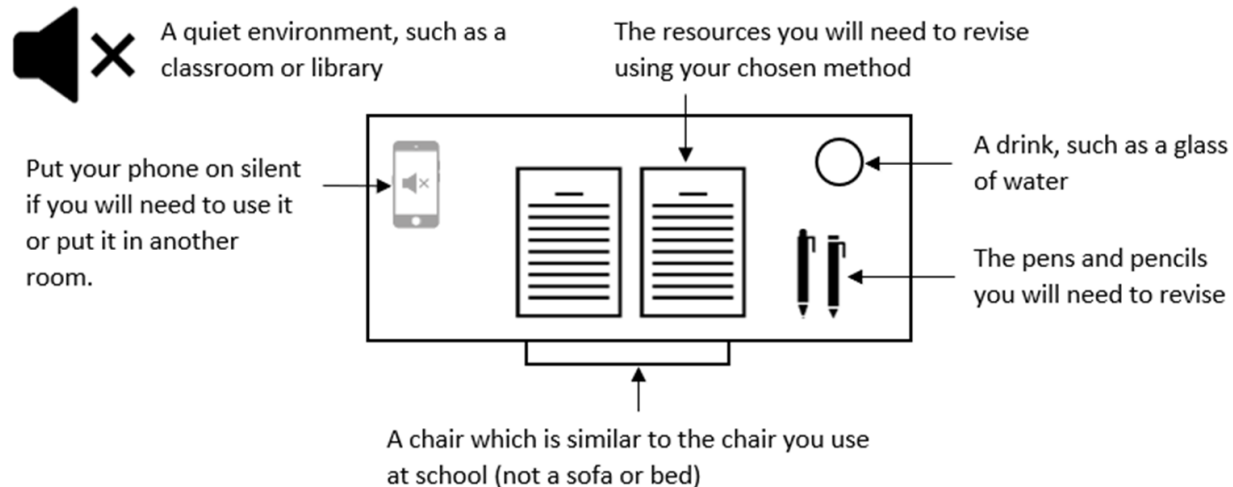 A quiet environment, such as a
classroom or library
The resources you will need to revise
using your chosen method
Put your phone on silent
if you will need to use it
or put it in another
room.
A drink, such as a glass
of water
The pens and pencils
you will need to revise
A chair which is similar to the chair you use
at school (not a sofa or bed)